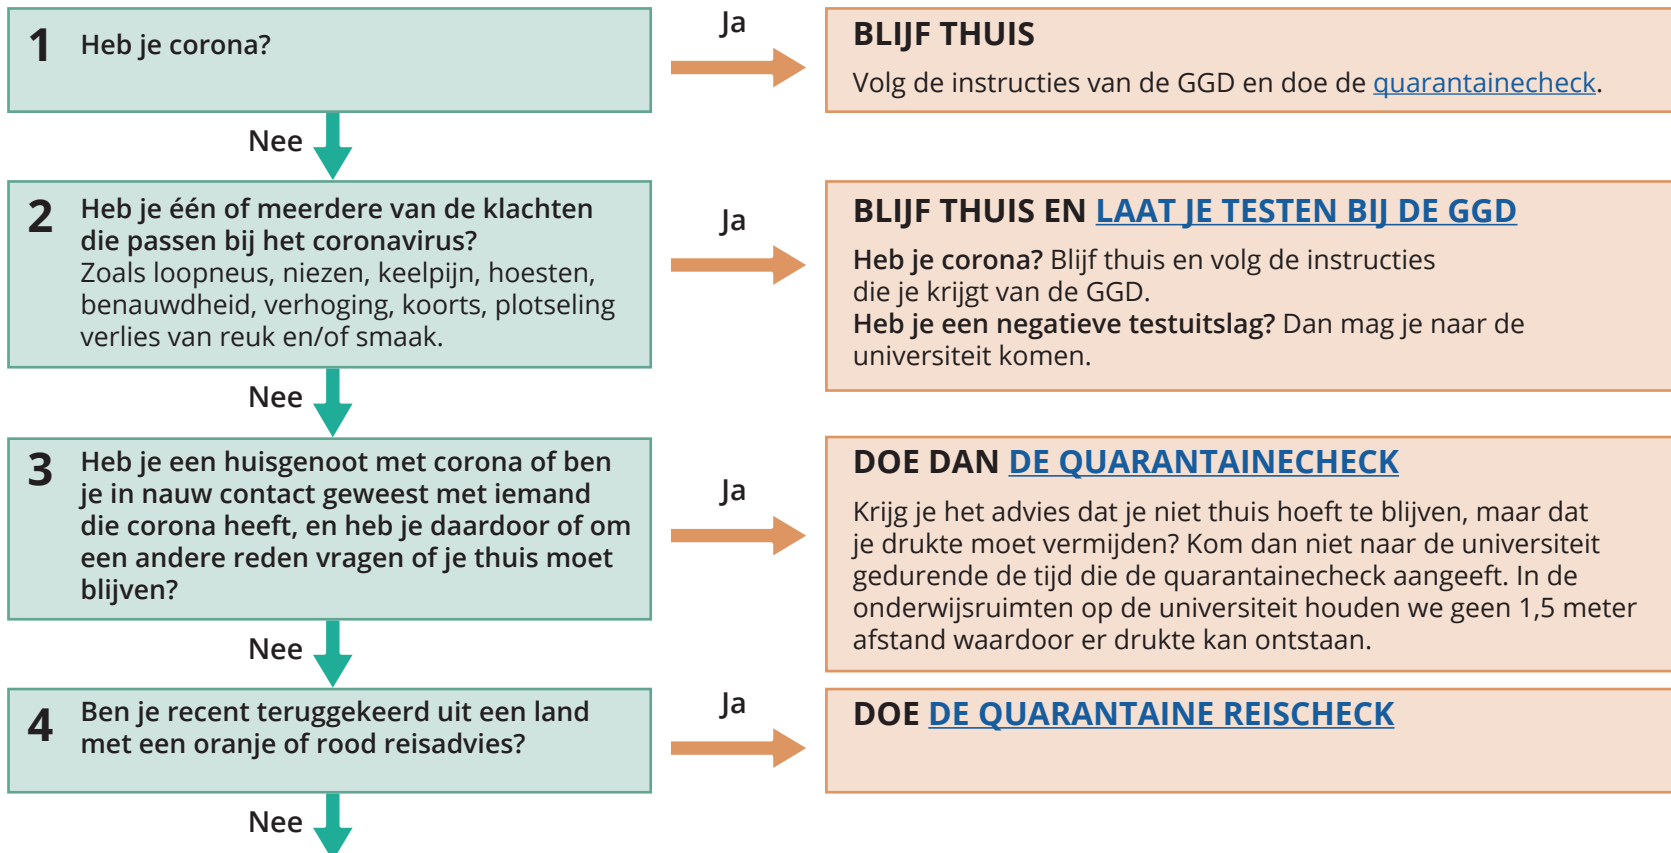 1 Heb je corona?
Ja
BLIJF THUIS
Volg de instructies van de GGD en doe de quarantainecheck.
Nee
2 Heb je één of meerdere van de klachten
die passen bij het coronavirus?
Zoals loopneus, niezen, keelpijn, hoesten,
benauwdheid, verhoging, koorts, plotseling
verlies van reuk en/of smaak.
Ja
BLIJF THUIS EN LAAT JE TESTEN BIJ DE GGD
Heb je corona? Blijf thuis en volg de instructies
die je krijgt van de GGD.
Heb je een negatieve testuitslag? Dan mag je naar de
universiteit komen.
Nee
3 Heb je een huisgenoot met corona of ben
je in nauw contact geweest met iemand
die corona heeft, en heb je daardoor of om
een andere reden vragen of je thuis moet
blijven?
Ja
DOE DAN DE QUARANTAINECHECK
Krijg je het advies dat je niet thuis hoeft te blijven, maar dat
je drukte moet vermijden? Kom dan niet naar de universiteit
gedurende de tijd die de quarantainecheck aangeeft. In de
onderwijsruimten op de universiteit houden we geen 1,5 meter
afstand waardoor er drukte kan ontstaan.
Nee
4 Ben je recent teruggekeerd uit een land
met een oranje of rood reisadvies?
Ja
DOE DE QUARANTAINE REISCHECK
Nee